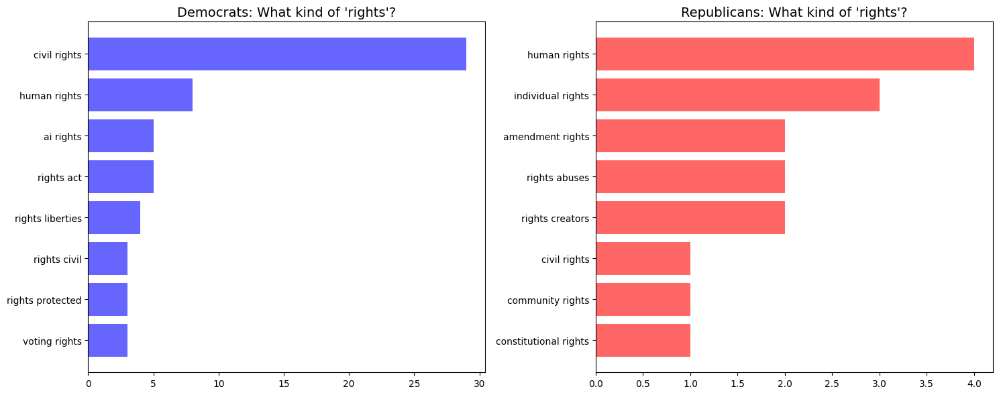 Democrats: What kind of 'rights'?
civil rights
human rights
ai rights
rights act
rights liberties
rights civil
rights protected
voting rights
0 5 10 15 20 25 30
Republicans: What kind of 'rights'?
human rights
individual rights
amendment rights
rights abuses
rights creators
civil rights
community rights
constitutional rights
0.0 0.5 1.0 1.5 2.0 2.5 3.0 3.5 4.0